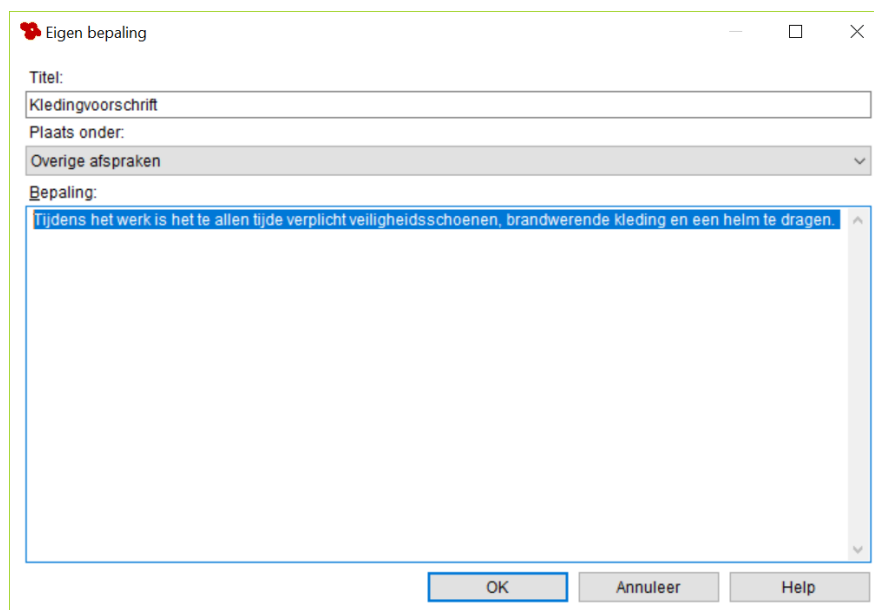 Eigen bepaling
Titel:
Kledingvoorschrift
Plaats onder:
Overige afspraken
Bepaling:
Tijdens het werk is het te allen tijde verplicht veiligheidsschoenen, brandwerende kleding en een helm te dragen.
OK Annuleer Help